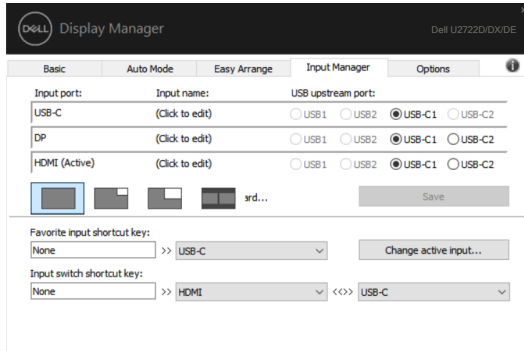 DELL Display Manager
Dell U2722D/DX/DE
Basic Auto Mode Easy Arrange Input Manager Options i
Input port: Input name: USB upstream port:
USB-C (Click to edit) USB1 USB2 USB-C1 USB-C2
DP (Click to edit) USB1 USB2 USB-C1 USB-C2
HDMI (Active) (Click to edit) USB1 USB2 USB-C1 USB-C2
ard... Save
Favorite input shortcut key:
None >> USB-C Change active input...
Input switch shortcut key:
None >> HDMI <<>> USB-C